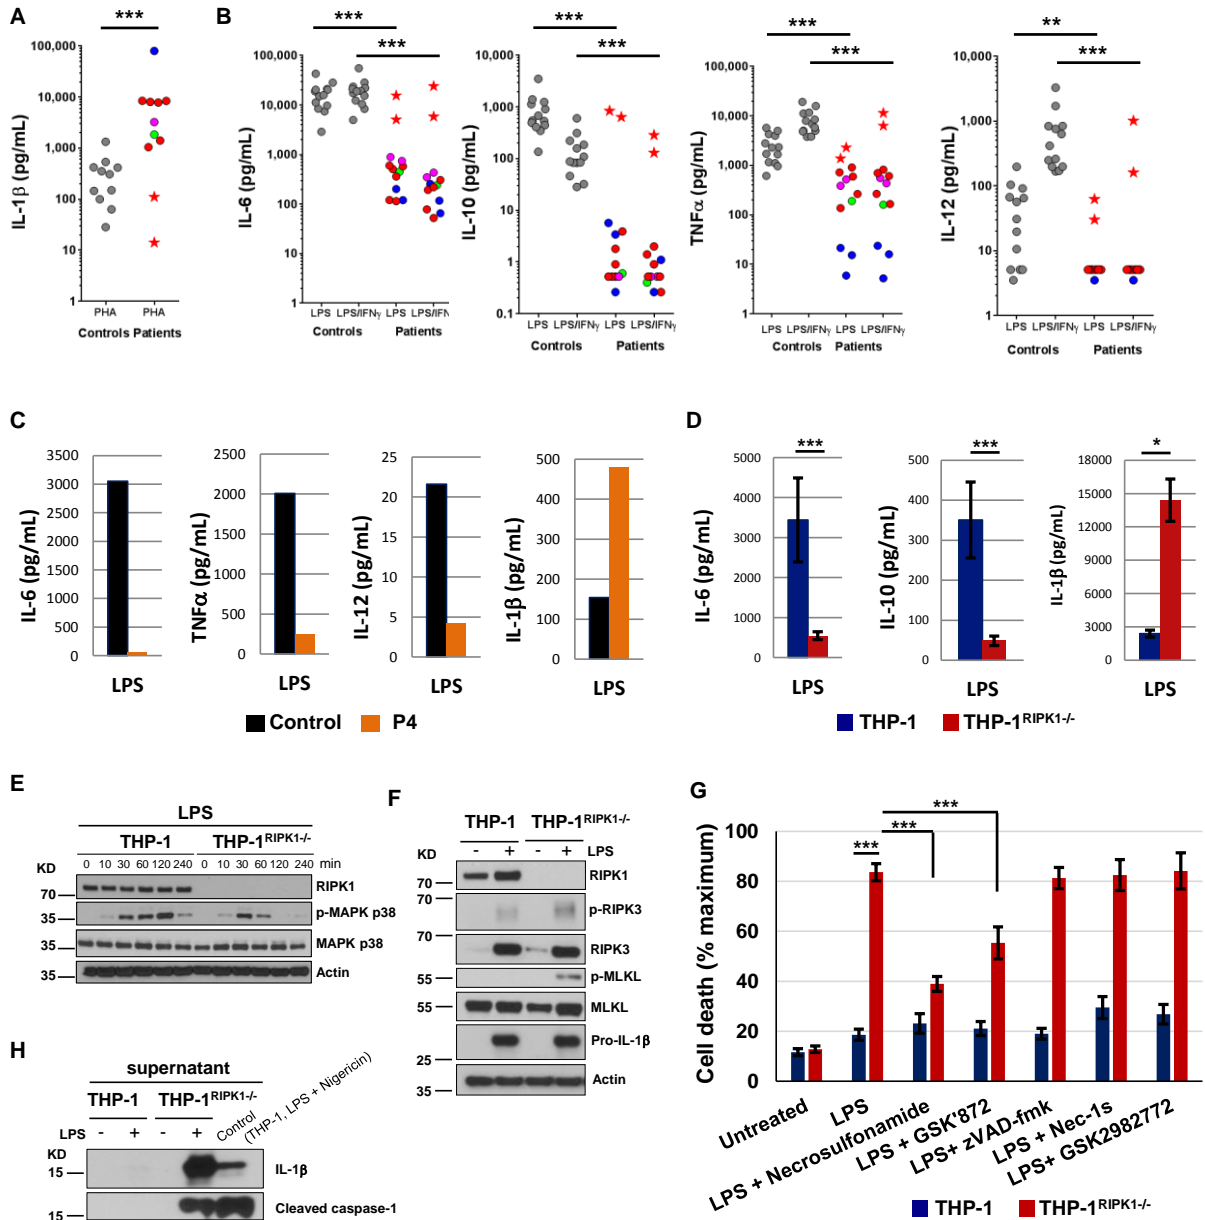 A
***
100,000
10,000
1,000
100
10
1
IL-1β (pg/mL)
PHA PHA
Controls Patients
B
***
***
100,000
10,000
1,000
100
10
1
IL-6 (pg/mL)
LPS LPS/IFNγ LPS LPS/IFN
Controls Patients
***
***
10,000
1,000
100
10
1
0.1
IL-10 (pg/mL)
LPS LPS/IFNγ LPS LPS/IFNγ
Controls Patients
***
***
100,000
10,000
1,000
100
10
1
TNFα (pg/mL)
LPS LPS/IFNγ LPS LPS/IFNγ
Controls Patients
**
***
10,000
1,000
100
10
1
IL-12 (pg/mL)
LPS LPS/IFNγ LPS LPS/IFNγ
Controls Patients
C
3500
3000
2500
2000
1500
1000
500
0
IL-6 (pg/mL)
LPS
2500
2000
1500
1000
500
0
TNFα (pg/mL)
LPS
25
20
15
10
5
0
IL-12 (pg/mL)
LPS
500
400
300
200
100
0
IL-1β (pg/mL)
LPS
Control P4
D
***
5000
4000
3000
2000
1000
0
IL-6 (pg/mL)
LPS
***
500
400
300
200
100
0
IL-10 (pg/mL)
LPS
*
18000
15000
12000
9000
6000
3000
0
IL-1β (pg/mL)
LPS
THP-1 THP-1RIPK1-/-
E
LPS
THP-1 THP-1RIPK1-/-
KD 0 10 30 60 120 240 0 10 30 60 120 240 min
70 RIPK1
35 p-MAPK p38
35 MAPK p38
35 Actin
F
THP-1 THP-1RIPK1-/-
KD - + - + LPS
70 RIPK1
70 p-RIPK3
70 RIPK3
55 p-MLKL
55 MLKL
Pro-IL-1β
25
35 Actin
G
***
***
***
100
80
60
40
20
0
Cell death (% maximum)
Untreated
LPS
LPS + Necrosulfonamide
LPS + GSK'872
LPS+ zVAD-fmk
LPS + Nec-1s
LPS+ GSK2982772
THP-1 THP-1RIPK1-/-
H
supernatant
THP-1 THP-1RIPK1-/-
Control
(THP-1, LPS + Nigericin)
LPS - + - +
KD
15 IL-1β
15 Cleaved caspase-1